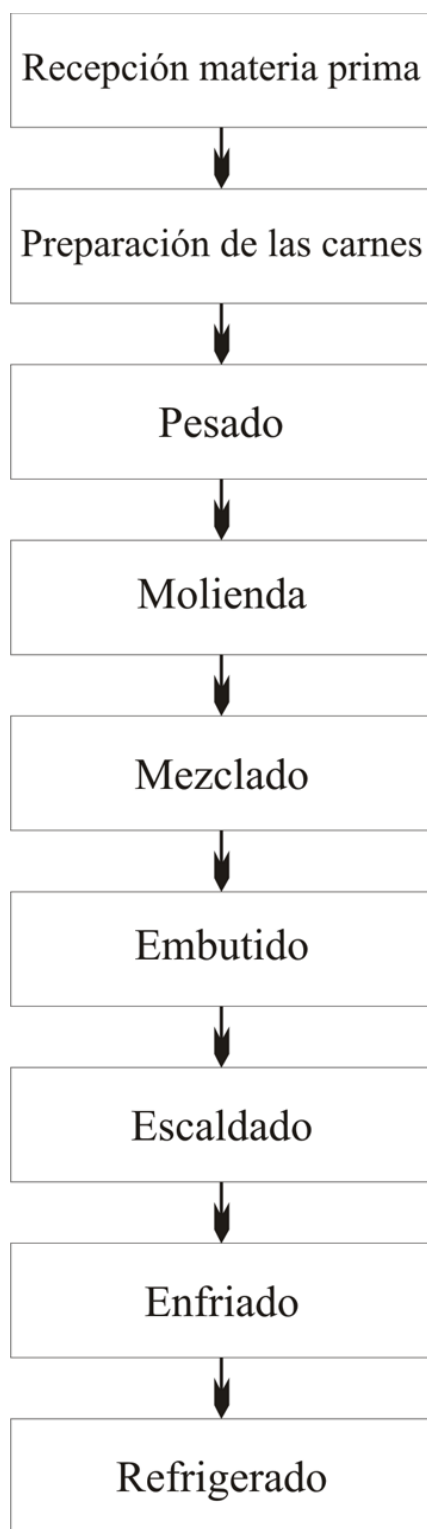 Recepción materia prima
Preparación de las carnes
Pesado
Molienda
Mezclado
Embutido
Escaldado
Enfriado
Refrigerado